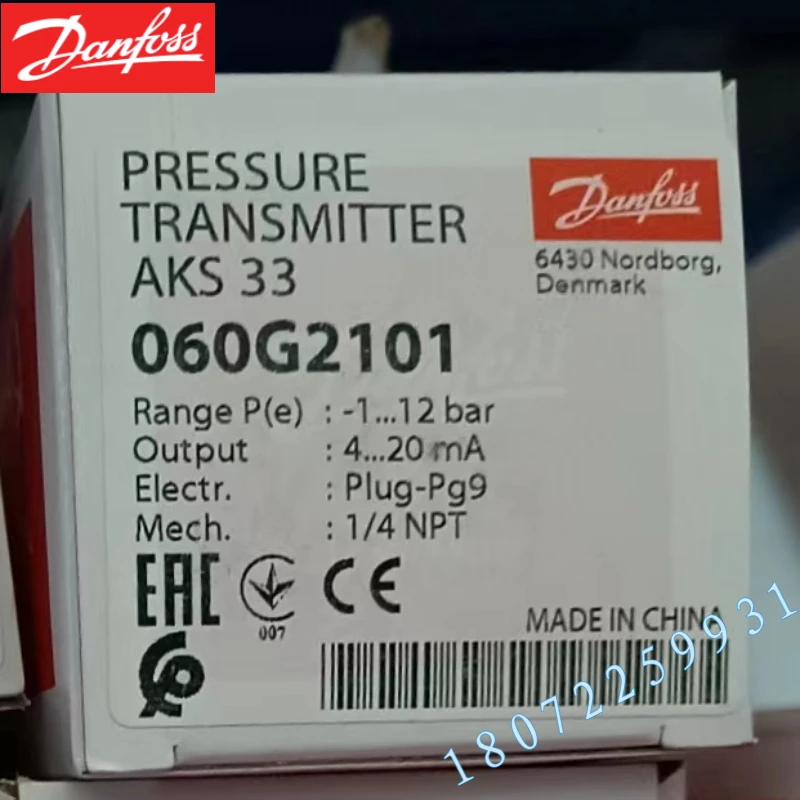 Danfoss
PRESSURE
TRANSMITTER
AKS 33
060G2101
Range P(e) : -1...12 bar
Output : 4...20 mA
Electr. : Plug-Pg9
Mech. : 1/4 NPT
Danfoss
6430 Nordborg,
Denmark
EAC
007
CE
MADE IN CHINA
18072259931